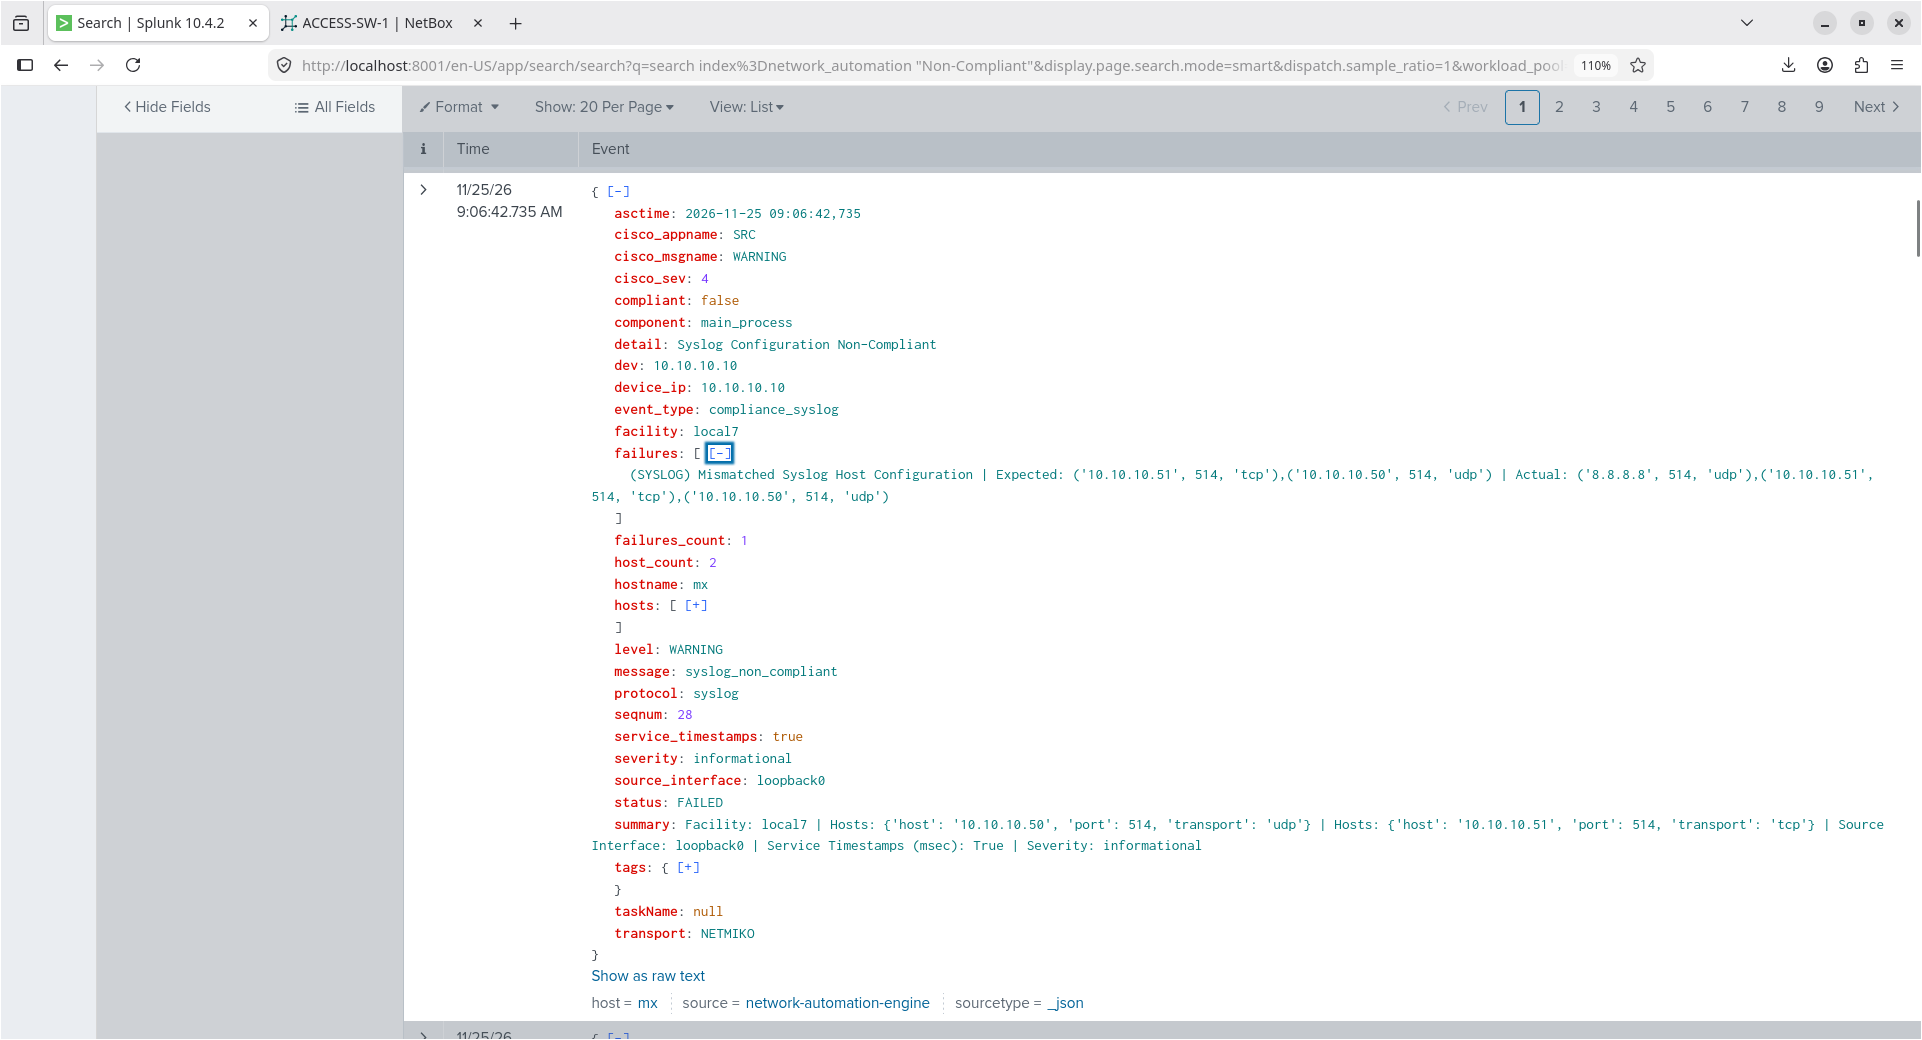 Search | Splunk 10.4.2
ACCESS-SW-1 | NetBox
http://localhost:8001/en-US/app/search/search?q=search index%3Dnetwork_automation "Non-Compliant"&display.page.search.mode=smart&dispatch.sample_ratio=1&workload_pool
110%
Hide Fields
All Fields
Format
Show: 20 Per Page
View: List
Prev 1 2 3 4 5 6 7 8 9 Next
i Time Event
11/25/26
9:06:42.735 AM
{ [-]
asctime: 2026-11-25 09:06:42,735
cisco_appname: SRC
cisco_msgname: WARNING
cisco_sev: 4
compliant: false
component: main_process
detail: Syslog Configuration Non-Compliant
dev: 10.10.10.10
device_ip: 10.10.10.10
event_type: compliance_syslog
facility: local7
failures: [ [-]
(SYSLOG) Mismatched Syslog Host Configuration | Expected: ('10.10.10.51', 514, 'tcp'),('10.10.10.50', 514, 'udp') | Actual: ('8.8.8.8', 514, 'udp'),('10.10.10.51',
514, 'tcp'),('10.10.10.50', 514, 'udp')
]
failures_count: 1
host_count: 2
hostname: mx
hosts: [ [+]
]
level: WARNING
message: syslog_non_compliant
protocol: syslog
seqnum: 28
service_timestamps: true
severity: informational
source_interface: loopback0
status: FAILED
summary: Facility: local7 | Hosts: {'host': '10.10.10.50', 'port': 514, 'transport': 'udp'} | Hosts: {'host': '10.10.10.51', 'port': 514, 'transport': 'tcp'} | Source
Interface: loopback0 | Service Timestamps (msec): True | Severity: informational
tags: { [+]
}
taskName: null
transport: NETMIKO
}
Show as raw text
host = mx source = network-automation-engine sourcetype = _json
11/25/26
{ [-]